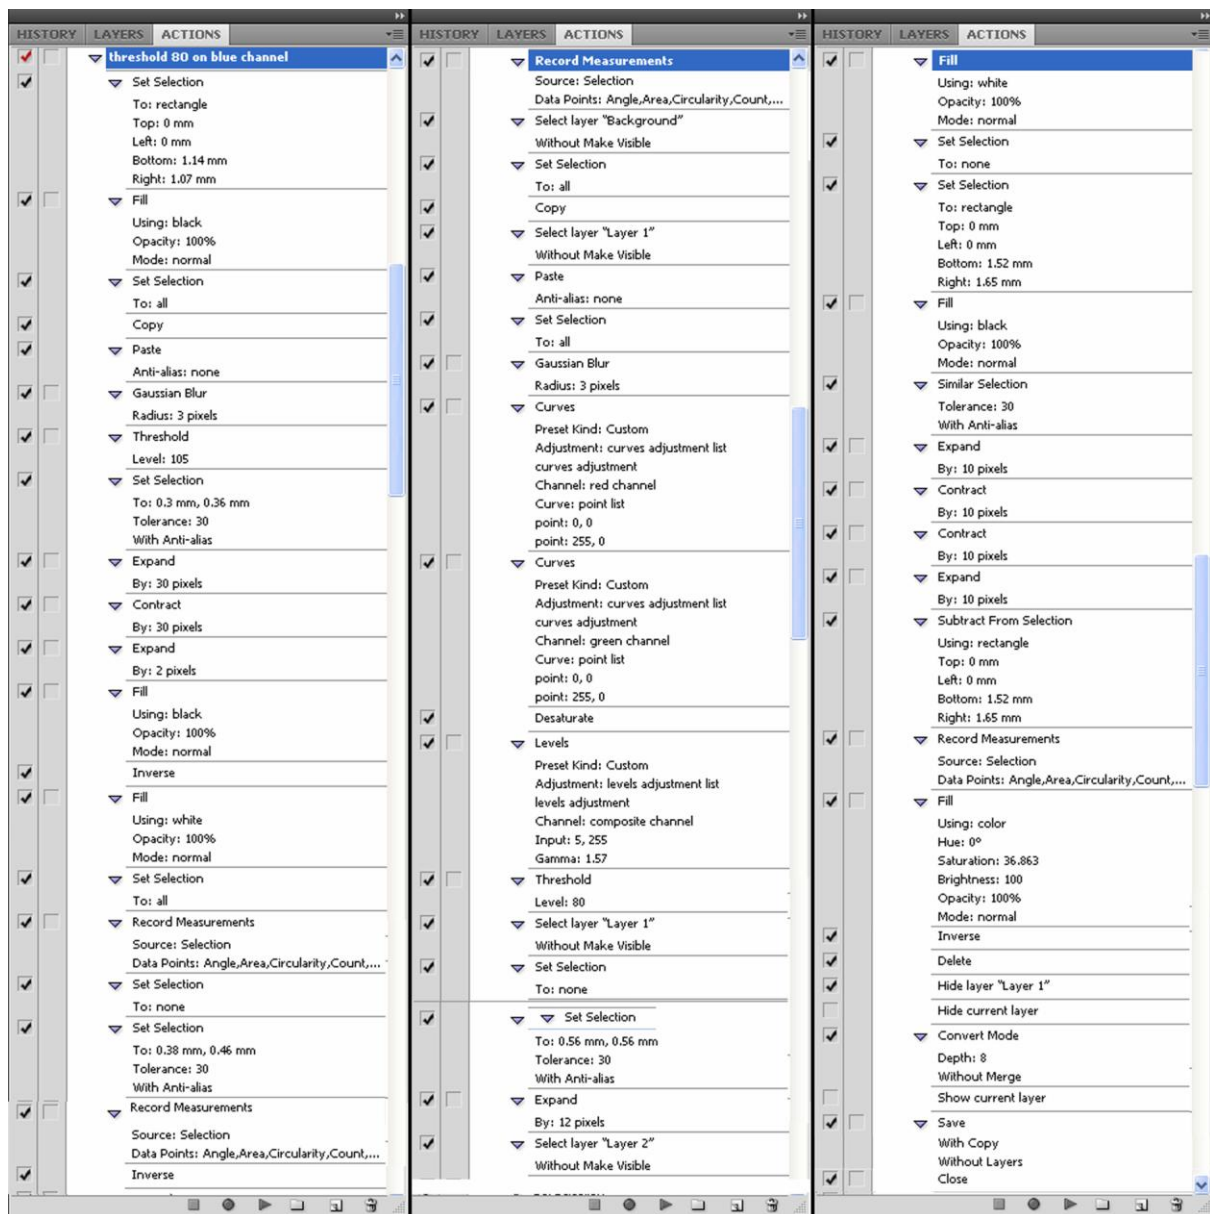 HISTORY LAYERS ACTIONS
threshold 80 on blue channel
Set Selection
To: rectangle
Top: 0 mm
Left: 0 mm
Bottom: 1.14 mm
Right: 1.07 mm
Fill
Using: black
Opacity: 100%
Mode: normal
Set Selection
To: all
Copy
Paste
Anti-alias: none
Gaussian Blur
Radius: 3 pixels
Threshold
Level: 105
Set Selection
To: 0.3 mm, 0.36 mm
Tolerance: 30
With Anti-alias
Expand
By: 30 pixels
Contract
By: 30 pixels
Expand
By: 2 pixels
Fill
Using: black
Opacity: 100%
Mode: normal
Inverse
Fill
Using: white
Opacity: 100%
Mode: normal
Set Selection
To: all
Record Measurements
Source: Selection
Data Points: Angle,Area,Circularity,Count,...
Set Selection
To: none
Set Selection
To: 0.38 mm, 0.46 mm
Tolerance: 30
With Anti-alias
Record Measurements
Source: Selection
Data Points: Angle,Area,Circularity,Count,...
Inverse
HISTORY LAYERS ACTIONS
Record Measurements
Source: Selection
Data Points: Angle,Area,Circularity,Count,...
Select layer "Background"
Without Make Visible
Set Selection
To: all
Copy
Select layer "Layer 1"
Without Make Visible
Paste
Anti-alias: none
Set Selection
To: all
Gaussian Blur
Radius: 3 pixels
Curves
Preset Kind: Custom
Adjustment: curves adjustment list
curves adjustment
Channel: red channel
Curve: point list
point: 0, 0
point: 255, 0
Curves
Preset Kind: Custom
Adjustment: curves adjustment list
curves adjustment
Channel: green channel
Curve: point list
point: 0, 0
point: 255, 0
Desaturate
Levels
Preset Kind: Custom
Adjustment: levels adjustment list
levels adjustment
Channel: composite channel
Input: 5, 255
Gamma: 1.57
Threshold
Level: 80
Select layer "Layer 1"
Without Make Visible
Set Selection
To: none
Set Selection
To: 0.56 mm, 0.56 mm
Tolerance: 30
With Anti-alias
Expand
By: 12 pixels
Select layer "Layer 2"
Without Make Visible
HISTORY LAYERS ACTIONS
Fill
Using: white
Opacity: 100%
Mode: normal
Set Selection
To: none
Set Selection
To: rectangle
Top: 0 mm
Left: 0 mm
Bottom: 1.52 mm
Right: 1.65 mm
Fill
Using: black
Opacity: 100%
Mode: normal
Similar Selection
Tolerance: 30
With Anti-alias
Expand
By: 10 pixels
Contract
By: 10 pixels
Contract
By: 10 pixels
Expand
By: 10 pixels
Subtract From Selection
Using: rectangle
Top: 0 mm
Left: 0 mm
Bottom: 1.52 mm
Right: 1.65 mm
Record Measurements
Source: Selection
Data Points: Angle,Area,Circularity,Count,...
Fill
Using: color
Hue: 0º
Saturation: 36.863
Brightness: 100
Opacity: 100%
Mode: normal
Inverse
Delete
Hide layer "Layer 1"
Hide current layer
Convert Mode
Depth: 8
Without Merge
Show current layer
Save
With Copy
Without Layers
Close